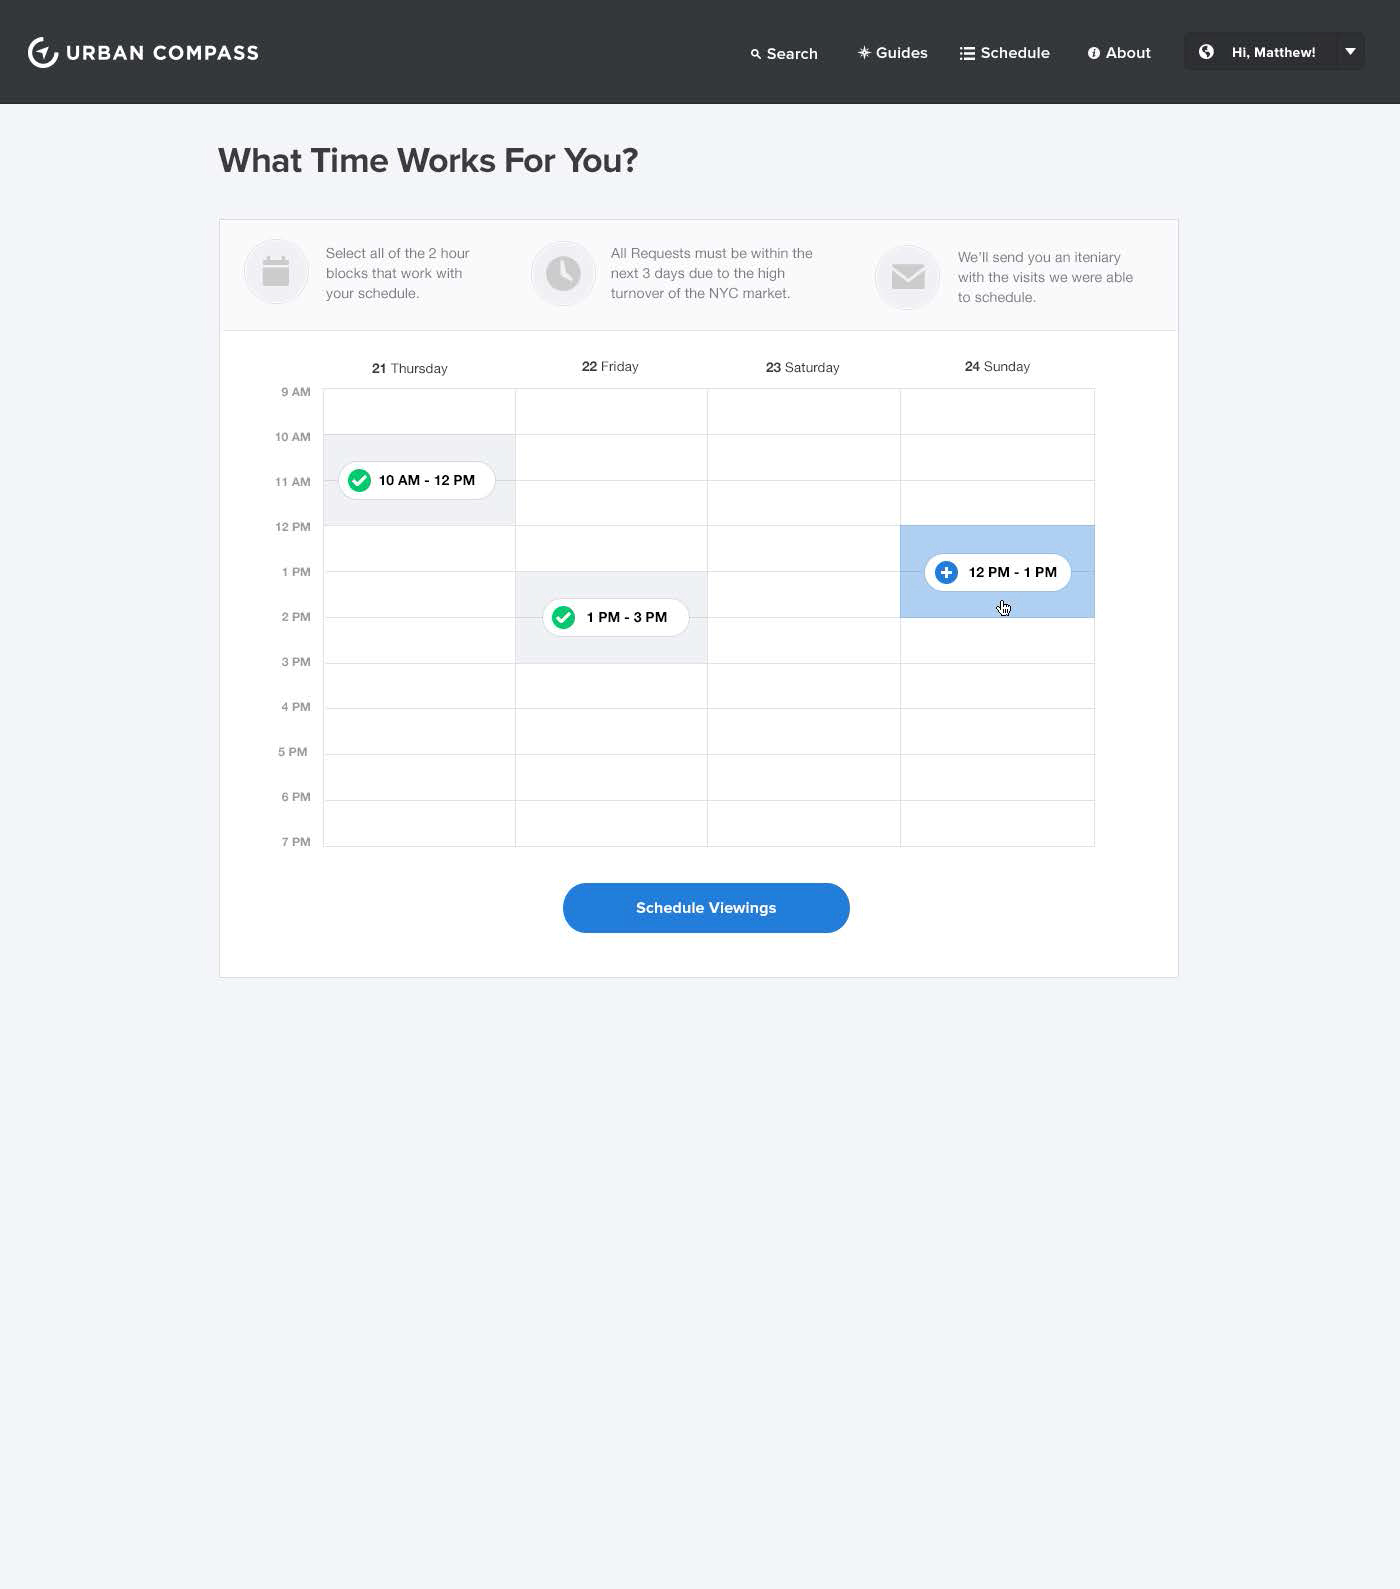 URBAN COMPASS
Search
Guides
Schedule
About
Hi, Matthew!
What Time Works For You?
Select all of the 2 hour
blocks that work with
your schedule.
All Requests must be within the
next 3 days due to the high
turnover of the NYC market.
We'll send you an iteniary
with the visits we were able
to schedule.
21 Thursday
22 Friday
23 Saturday
24 Sunday
9 AM
10 AM
11 AM
12 PM
1 PM
2 PM
3 PM
4 PM
5 PM
6 PM
7 PM
10 AM - 12 PM
1 PM - 3 PM
12 PM - 1 PM
Schedule Viewings